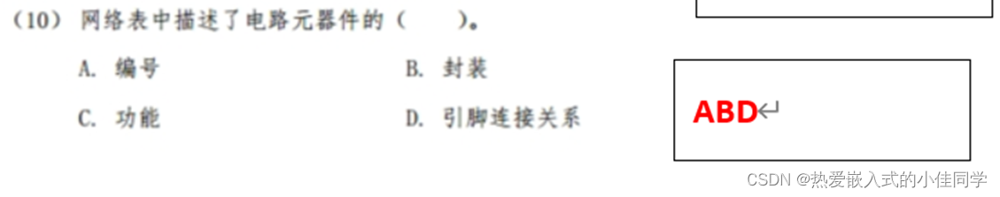 (10) 网络表中描述了电路元器件的（    ）。
A. 编号    B. 封装
C. 功能    D. 引脚连接关系
ABD↵
CSDN @热爱嵌入式的小佳同学